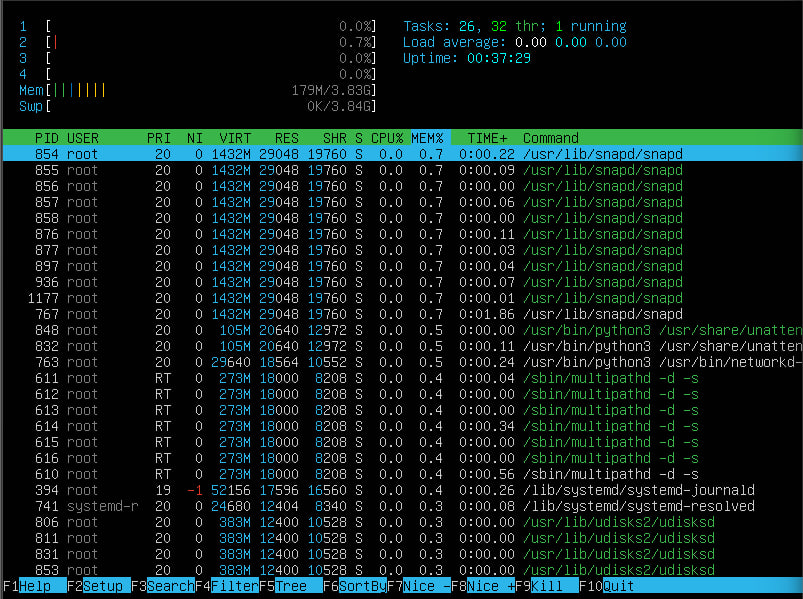 1 [ 0.0%] Tasks: 26, 32 thr; 1 running
2 [| 0.7%] Load average: 0.00 0.00 0.00
3 [ 0.0%] Uptime: 00:37:29
4 [ 0.0%]
Mem[||||||| 179M/3.83G]
Swp[ 0K/3.84G]
PID USER PRI NI VIRT RES SHR S CPU% MEM% TIME+ Command
854 root 20 0 1432M 29048 19760 S 0.0 0.7 0:00.22 /usr/lib/snapd/snapd
855 root 20 0 1432M 29048 19760 S 0.0 0.7 0:00.09 /usr/lib/snapd/snapd
856 root 20 0 1432M 29048 19760 S 0.0 0.7 0:00.00 /usr/lib/snapd/snapd
857 root 20 0 1432M 29048 19760 S 0.0 0.7 0:00.06 /usr/lib/snapd/snapd
858 root 20 0 1432M 29048 19760 S 0.0 0.7 0:00.00 /usr/lib/snapd/snapd
876 root 20 0 1432M 29048 19760 S 0.0 0.7 0:00.11 /usr/lib/snapd/snapd
877 root 20 0 1432M 29048 19760 S 0.0 0.7 0:00.03 /usr/lib/snapd/snapd
897 root 20 0 1432M 29048 19760 S 0.0 0.7 0:00.04 /usr/lib/snapd/snapd
936 root 20 0 1432M 29048 19760 S 0.0 0.7 0:00.07 /usr/lib/snapd/snapd
1177 root 20 0 1432M 29048 19760 S 0.0 0.7 0:00.01 /usr/lib/snapd/snapd
767 root 20 0 1432M 29048 19760 S 0.0 0.7 0:01.86 /usr/lib/snapd/snapd
848 root 20 0 105M 20640 12972 S 0.0 0.5 0:00.00 /usr/bin/python3 /usr/share/unatten
832 root 20 0 105M 20640 12972 S 0.0 0.5 0:00.11 /usr/bin/python3 /usr/share/unatten
763 root 20 0 29640 18564 10552 S 0.0 0.5 0:00.24 /usr/bin/python3 /usr/bin/networkd-
611 root RT 0 273M 18000 8208 S 0.0 0.4 0:00.04 /sbin/multipathd -d -s
612 root RT 0 273M 18000 8208 S 0.0 0.4 0:00.00 /sbin/multipathd -d -s
613 root RT 0 273M 18000 8208 S 0.0 0.4 0:00.00 /sbin/multipathd -d -s
614 root RT 0 273M 18000 8208 S 0.0 0.4 0:00.34 /sbin/multipathd -d -s
615 root RT 0 273M 18000 8208 S 0.0 0.4 0:00.00 /sbin/multipathd -d -s
616 root RT 0 273M 18000 8208 S 0.0 0.4 0:00.00 /sbin/multipathd -d -s
610 root RT 0 273M 18000 8208 S 0.0 0.4 0:00.56 /sbin/multipathd -d -s
394 root 19 -1 52156 17596 16560 S 0.0 0.4 0:00.26 /lib/systemd/systemd-journald
741 systemd-r 20 0 24680 12404 8340 S 0.0 0.3 0:00.08 /lib/systemd/systemd-resolved
806 root 20 0 383M 12400 10528 S 0.0 0.3 0:00.00 /usr/lib/udisks2/udisksd
811 root 20 0 383M 12400 10528 S 0.0 0.3 0:00.00 /usr/lib/udisks2/udisksd
831 root 20 0 383M 12400 10528 S 0.0 0.3 0:00.00 /usr/lib/udisks2/udisksd
853 root 20 0 383M 12400 10528 S 0.0 0.3 0:00.00 /usr/lib/udisks2/udisksd
F1Help F2Setup F3SearchF4FilterF5Tree F6SortByF7Nice -F8Nice +F9Kill F10Quit